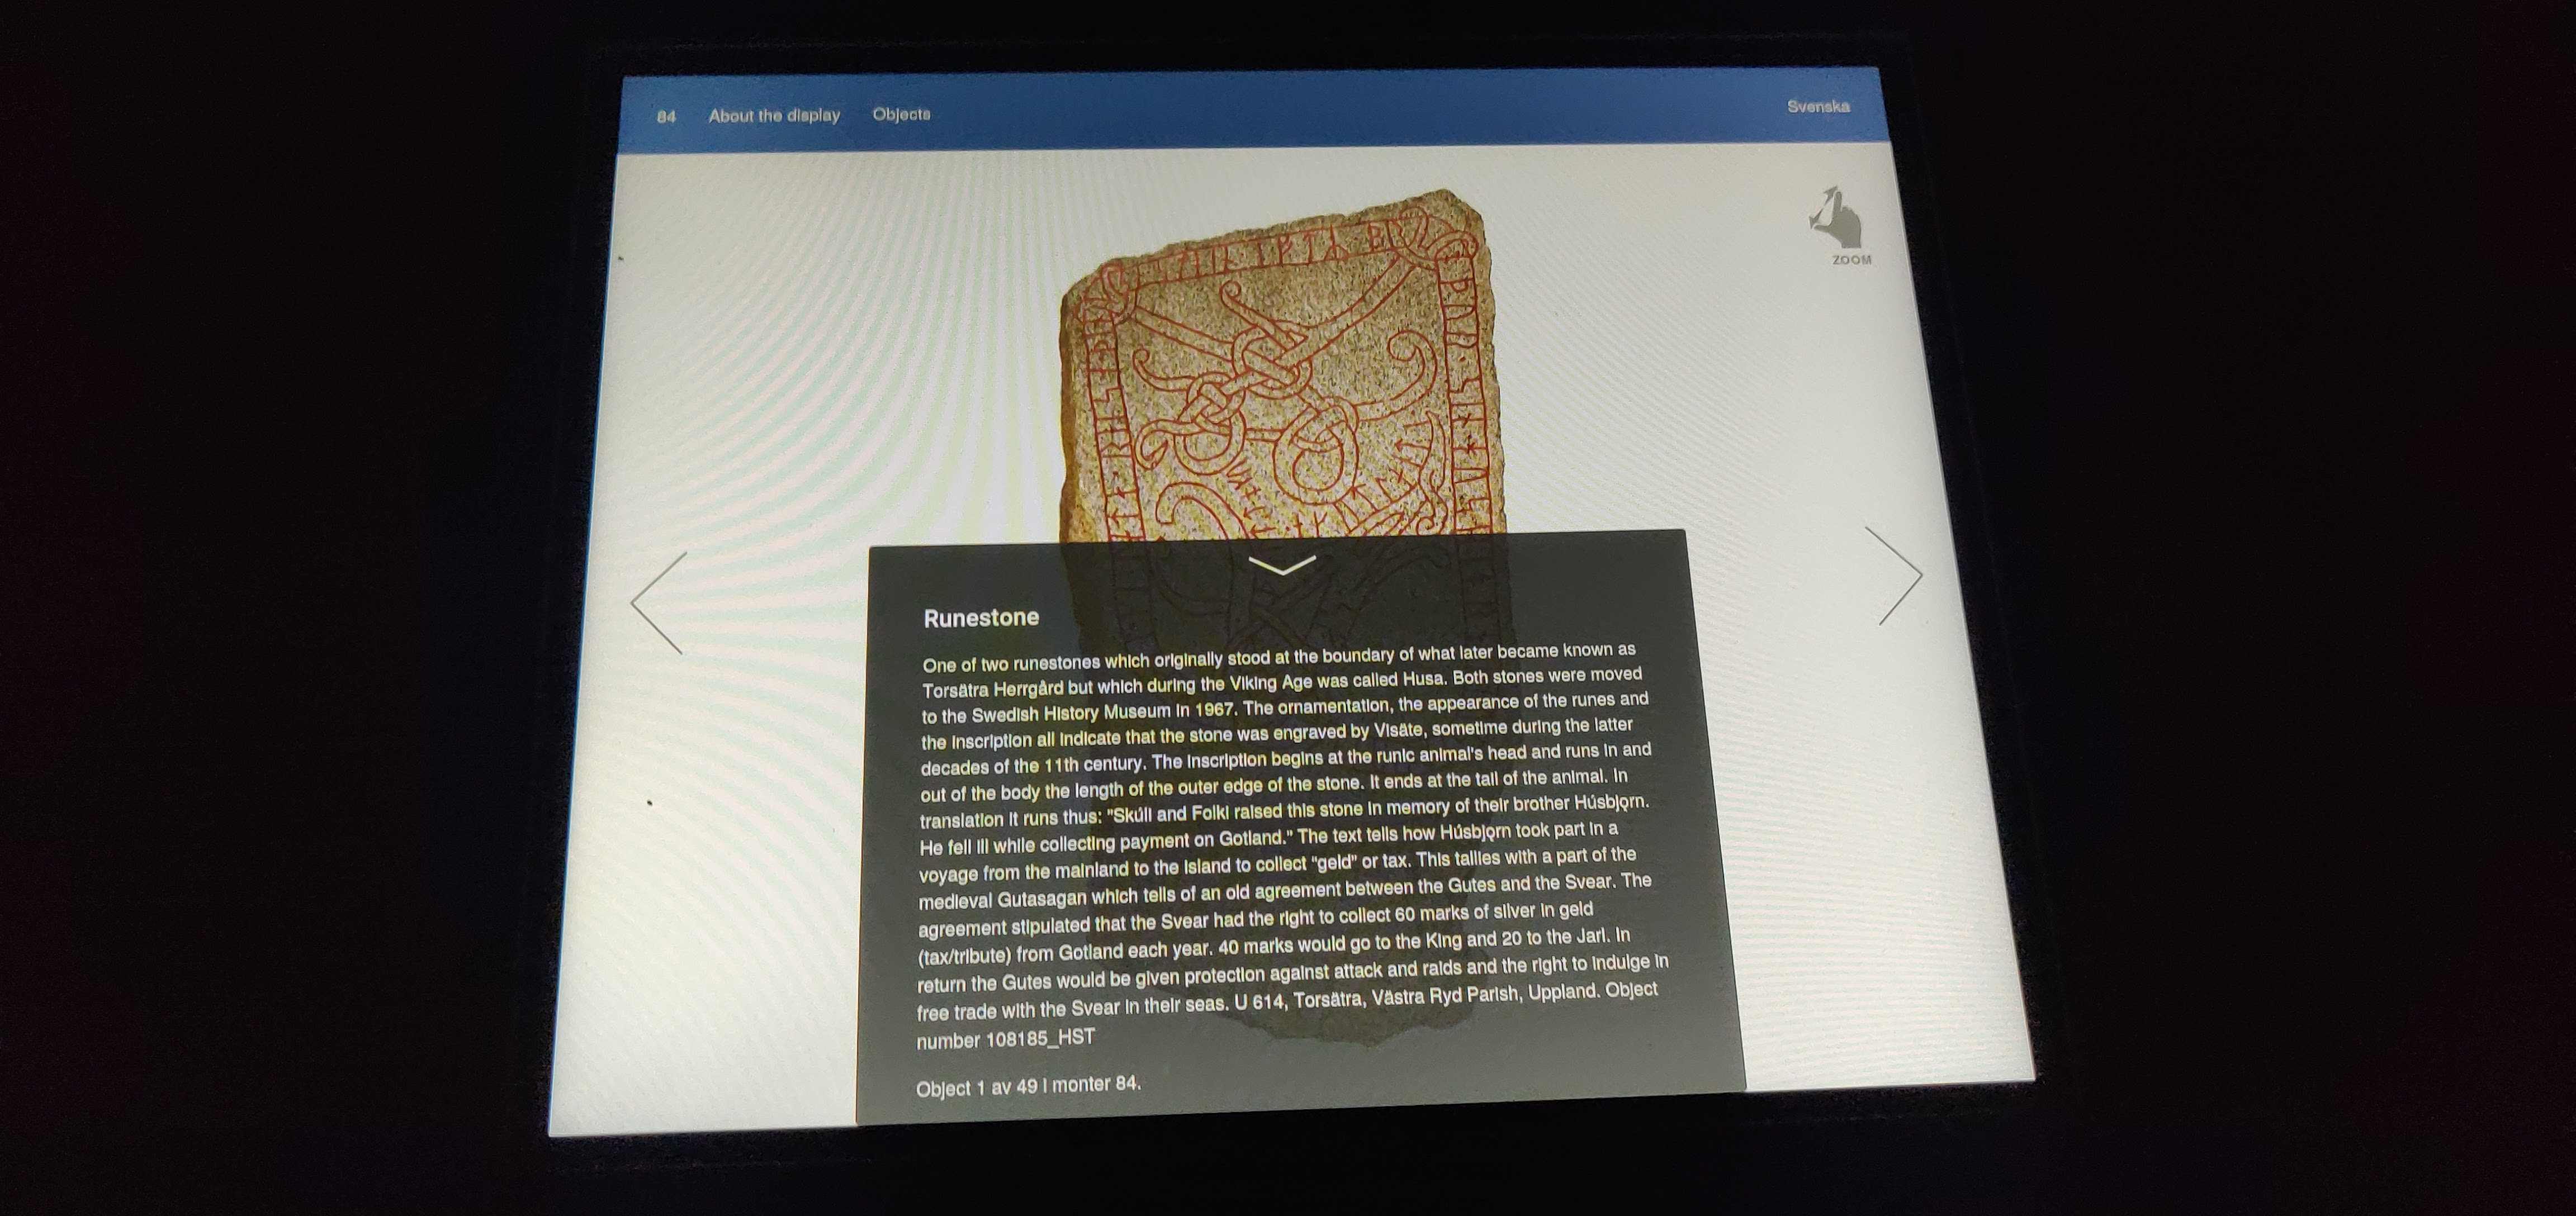 84 About the display Objects Svenska
ZOOM
Runestone
One of two runestones which originally stood at the boundary of what later became known as
Torsätra Herrgård but which during the Viking Age was called Husa. Both stones were moved
to the Swedish History Museum in 1967. The ornamentation, the appearance of the runes and
the inscription all indicate that the stone was engraved by Visäte, sometime during the latter
decades of the 11th century. The inscription begins at the runic animal's head and runs in and
out of the body the length of the outer edge of the stone. It ends at the tail of the animal. In
translation it runs thus: "Skúli and Folki raised this stone in memory of their brother Húsbjǫrn.
He fell ill while collecting payment on Gotland." The text tells how Húsbjǫrn took part in a
voyage from the mainland to the island to collect "geld" or tax. This tallies with a part of the
medieval Gutasagan which tells of an old agreement between the Gutes and the Svear. The
agreement stipulated that the Svear had the right to collect 60 marks of silver in geld
(tax/tribute) from Gotland each year. 40 marks would go to the King and 20 to the Jarl. In
return the Gutes would be given protection against attack and raids and the right to indulge in
free trade with the Svear in their seas. U 614, Torsätra, Västra Ryd Parish, Uppland. Object
number 108185_HST
Object 1 av 49 i monter 84.